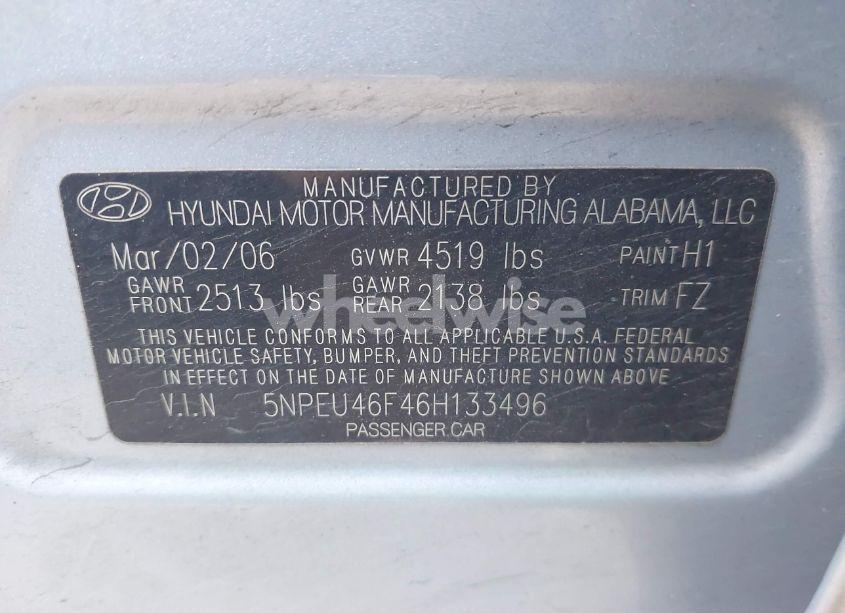 MANUFACTURED BY
HYUNDAI MOTOR MANUFACTURING ALABAMA, LLC
Mar/02/06 GVWR 4519 lbs PAINT H1
GAWR FRONT 2513 lbs GAWR REAR 2138 lbs TRIM FZ
wheelwise
THIS VEHICLE CONFORMS TO ALL APPLICABLE U.S.A. FEDERAL
MOTOR VEHICLE SAFETY, BUMPER, AND THEFT PREVENTION STANDARDS
IN EFFECT ON THE DATE OF MANUFACTURE SHOWN ABOVE
V.I.N 5NPEU46F46H133496
PASSENGER CAR